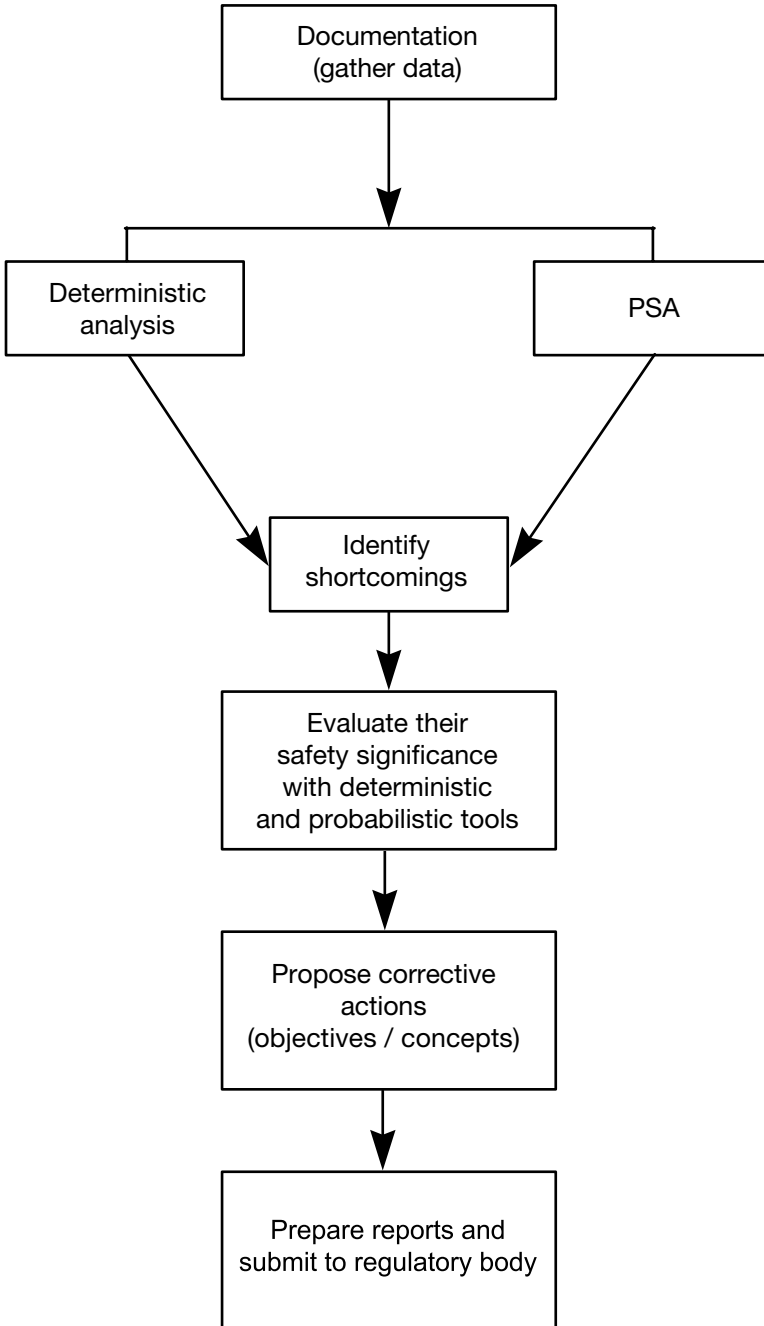 Documentation
(gather data)
Deterministic
analysis
PSA
Identify
shortcomings
Evaluate their
safety significance
with deterministic
and probabilistic tools
Propose corrective
actions
(objectives / concepts)
Prepare reports and
submit to regulatory body